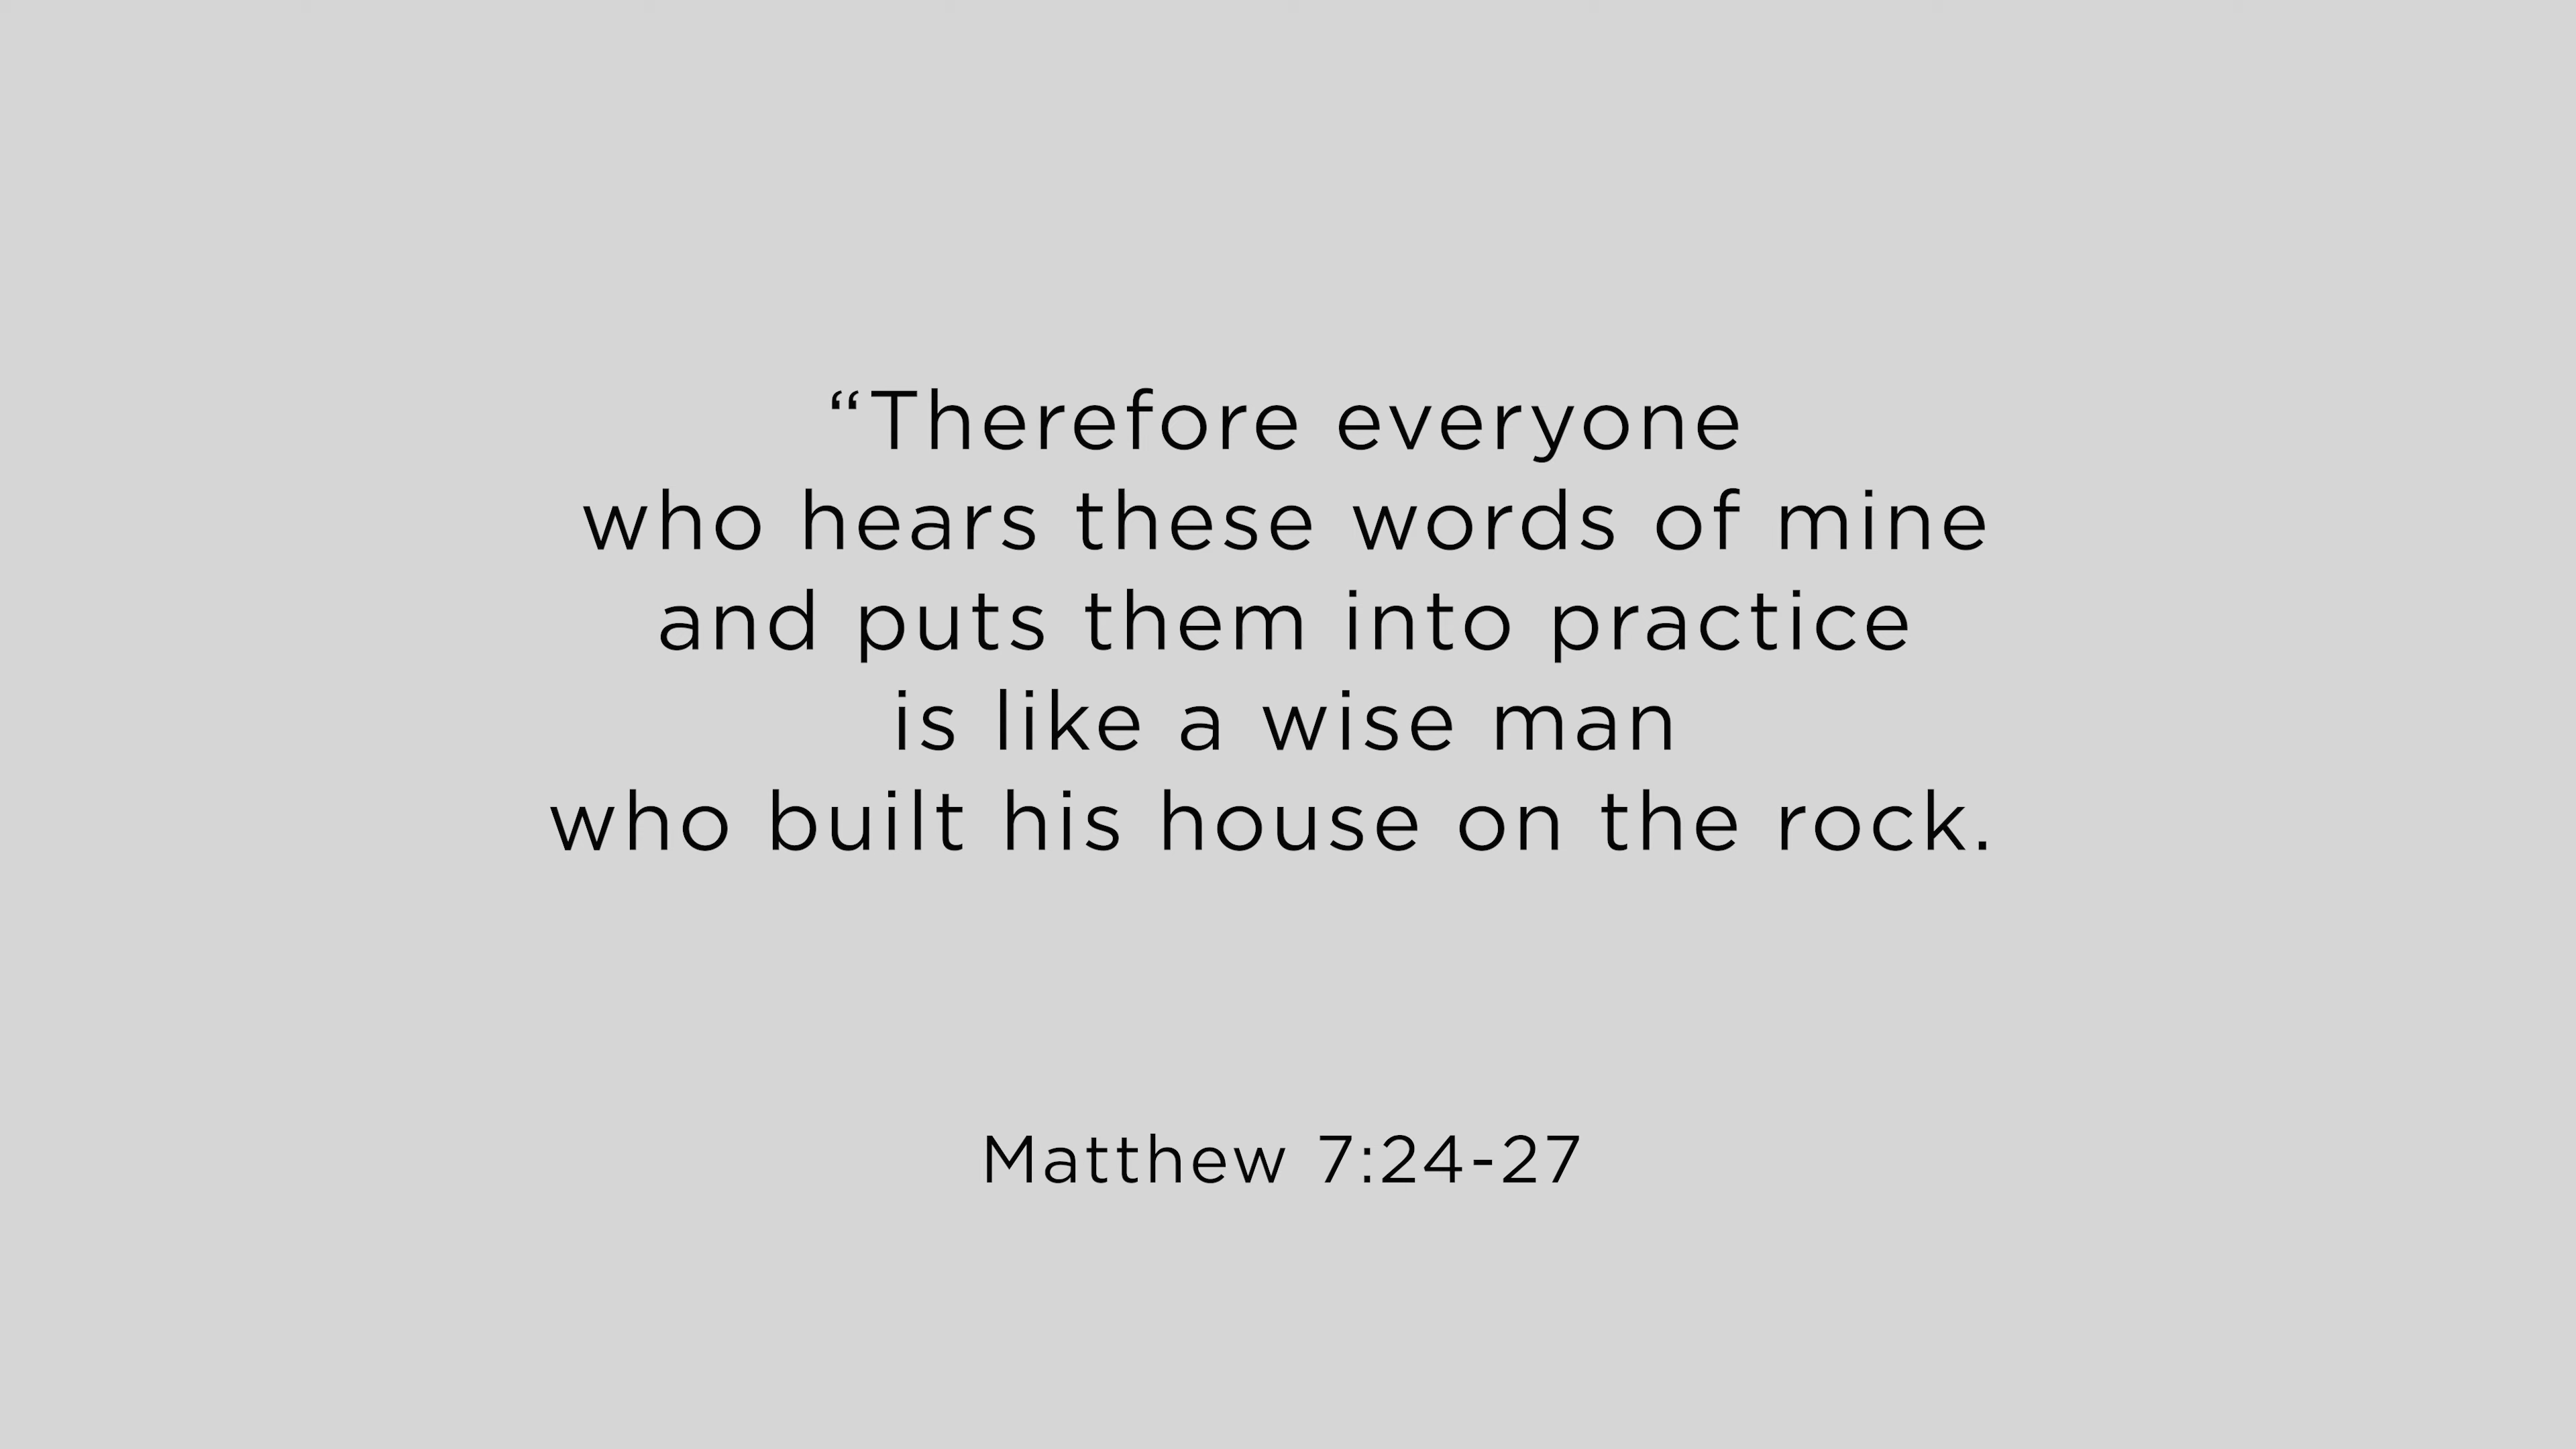 “Therefore everyone
who hears these words of mine
and puts them into practice
is like a wise man
who built his house on the rock.
Matthew 7:24-27